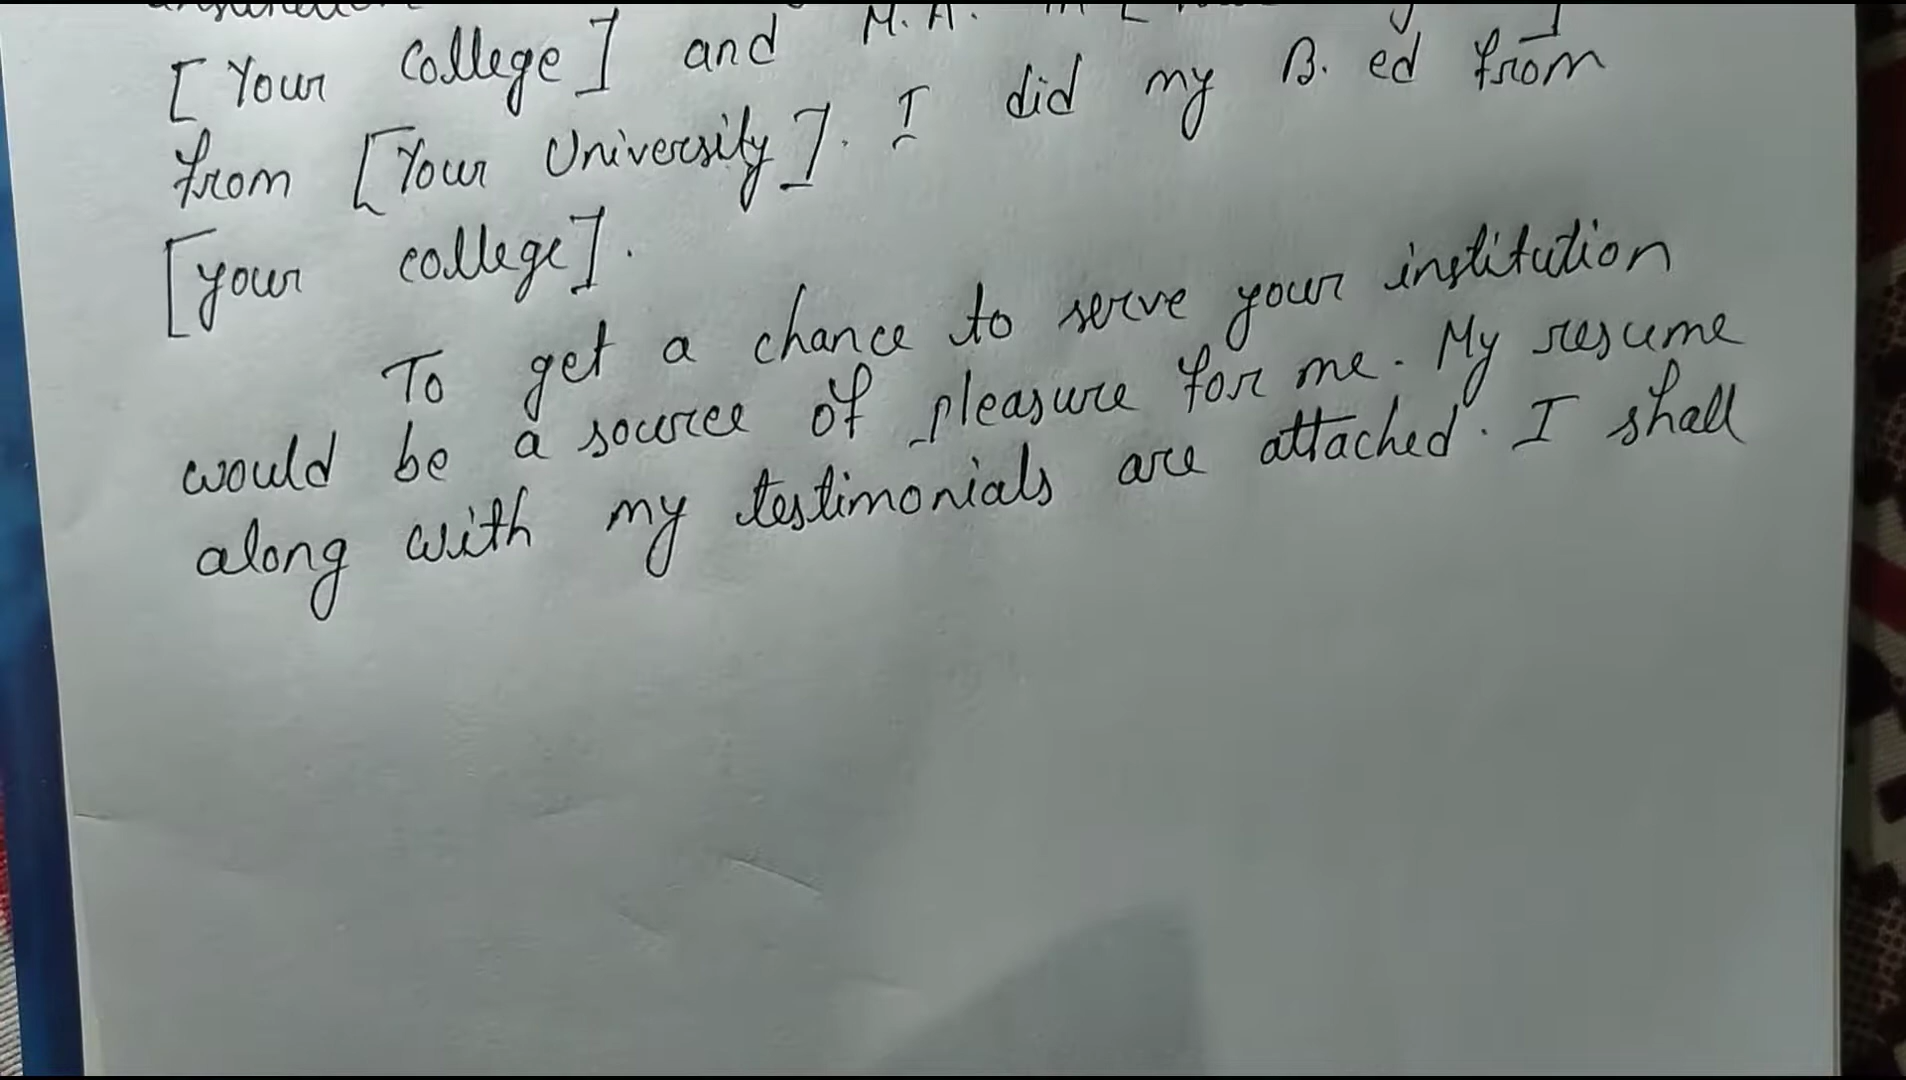 [Your College] and M.A. in [
from [Your University]. I did my B. ed from
[your college].
To get a chance to serve your institution
would be a source of pleasure for me. My resume
along with my testimonials are attached. I shall